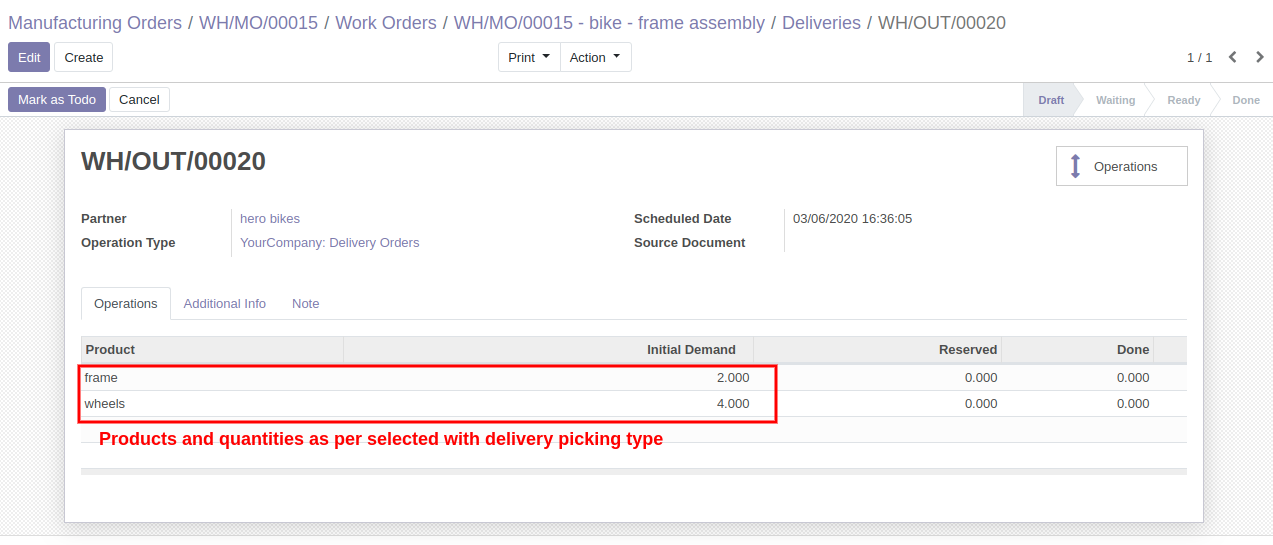 Manufacturing Orders / WH/MO/00015 / Work Orders / WH/MO/00015 - bike - frame assembly / Deliveries / WH/OUT/00020
Edit Create Print Action 1 / 1
Mark as Todo Cancel Draft Waiting Ready Done
WH/OUT/00020
Operations
Partner hero bikes Scheduled Date 03/06/2020 16:36:05
Operation Type YourCompany: Delivery Orders Source Document
Operations Additional Info Note
Product Initial Demand Reserved Done
frame 2.000 0.000 0.000
wheels 4.000 0.000 0.000
Products and quantities as per selected with delivery picking type